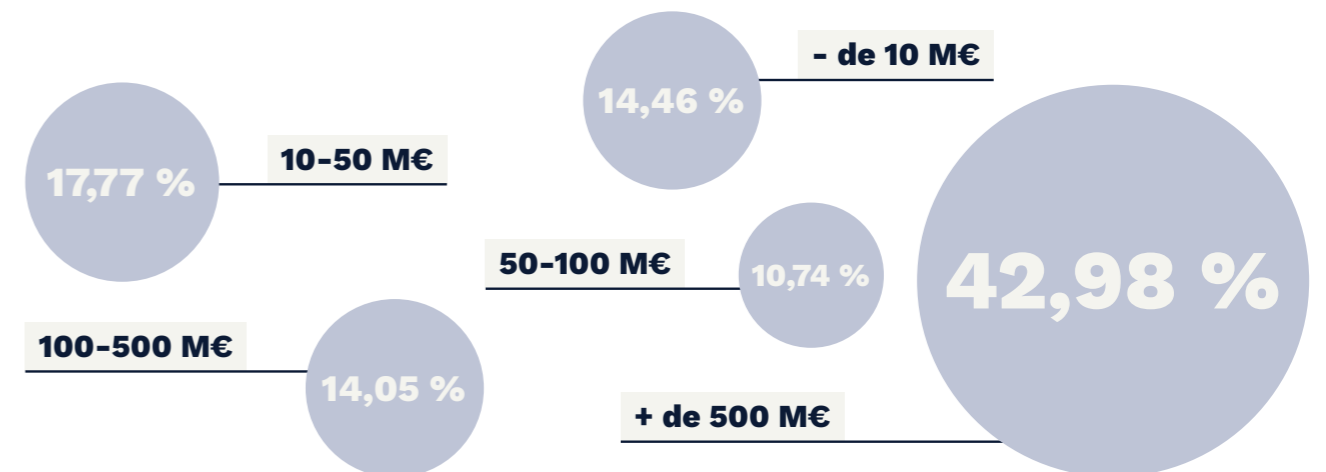 - de 10 M€
14,46 %
10-50 M€
17,77 %
50-100 M€
10,74 %
42,98 %
100-500 M€
14,05 %
+ de 500 M€